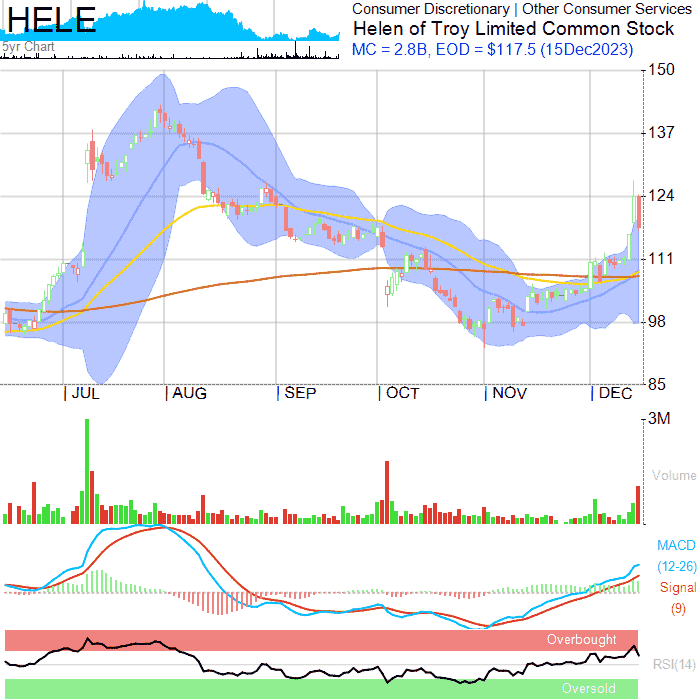 HELE
5yr Chart
Consumer Discretionary | Other Consumer Services
Helen of Troy Limited Common Stock
MC = 2.8B, EOD = $117.5 (15Dec2023)
150
137
124
111
98
85
JUL AUG SEP OCT NOV DEC
3M
Volume
MACD
(12-26)
Signal
(9)
Overbought
RSI(14)
Oversold